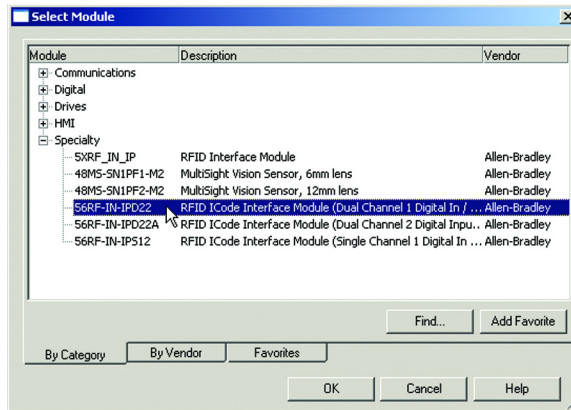 Select Module
Module Description Vendor
Communications
Digital
Drives
HMI
Specialty
5XRF_IN_IP RFID Interface Module Allen-Bradley
48MS-SN1PF1-M2 MultiSight Vision Sensor, 6mm lens Allen-Bradley
48MS-SN1PF2-M2 MultiSight Vision Sensor, 12mm lens Allen-Bradley
56RF-IN-IPD22 RFID ICode Interface Module (Dual Channel 1 Digital In / ... Allen-Bradley
56RF-IN-IPD22A RFID ICode Interface Module (Dual Channel 2 Digital Inpu.. Allen-Bradley
56RF-IN-IPS12 RFID ICode Interface Module (Single Channel 1 Digital In ... Allen-Bradley
Find... Add Favorite
By Category By Vendor Favorites
OK Cancel Help